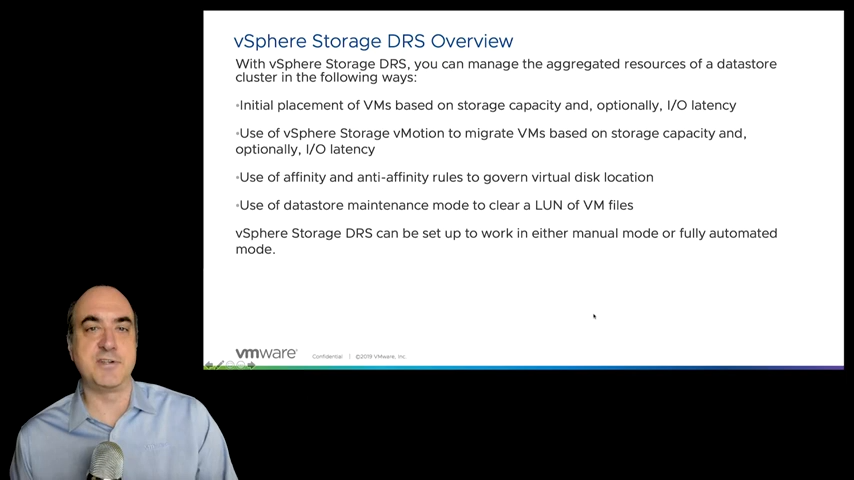 vSphere Storage DRS Overview
With vSphere Storage DRS, you can manage the aggregated resources of a datastore
cluster in the following ways:
•Initial placement of VMs based on storage capacity and, optionally, I/O latency
•Use of vSphere Storage vMotion to migrate VMs based on storage capacity and,
optionally, I/O latency
•Use of affinity and anti-affinity rules to govern virtual disk location
•Use of datastore maintenance mode to clear a LUN of VM files
vSphere Storage DRS can be set up to work in either manual mode or fully automated
mode.
vmware® Confidential | ©2019 VMware, Inc.